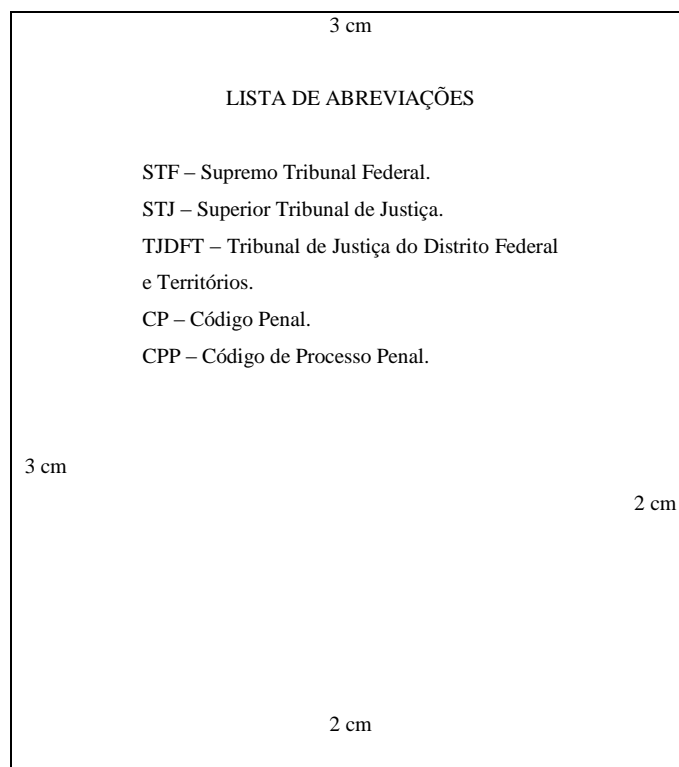 3 cm
LISTA DE ABREVIAÇÕES
STF – Supremo Tribunal Federal.
STJ – Superior Tribunal de Justiça.
TJDFT – Tribunal de Justiça do Distrito Federal
e Territórios.
CP – Código Penal.
CPP – Código de Processo Penal.
3 cm
2 cm
2 cm